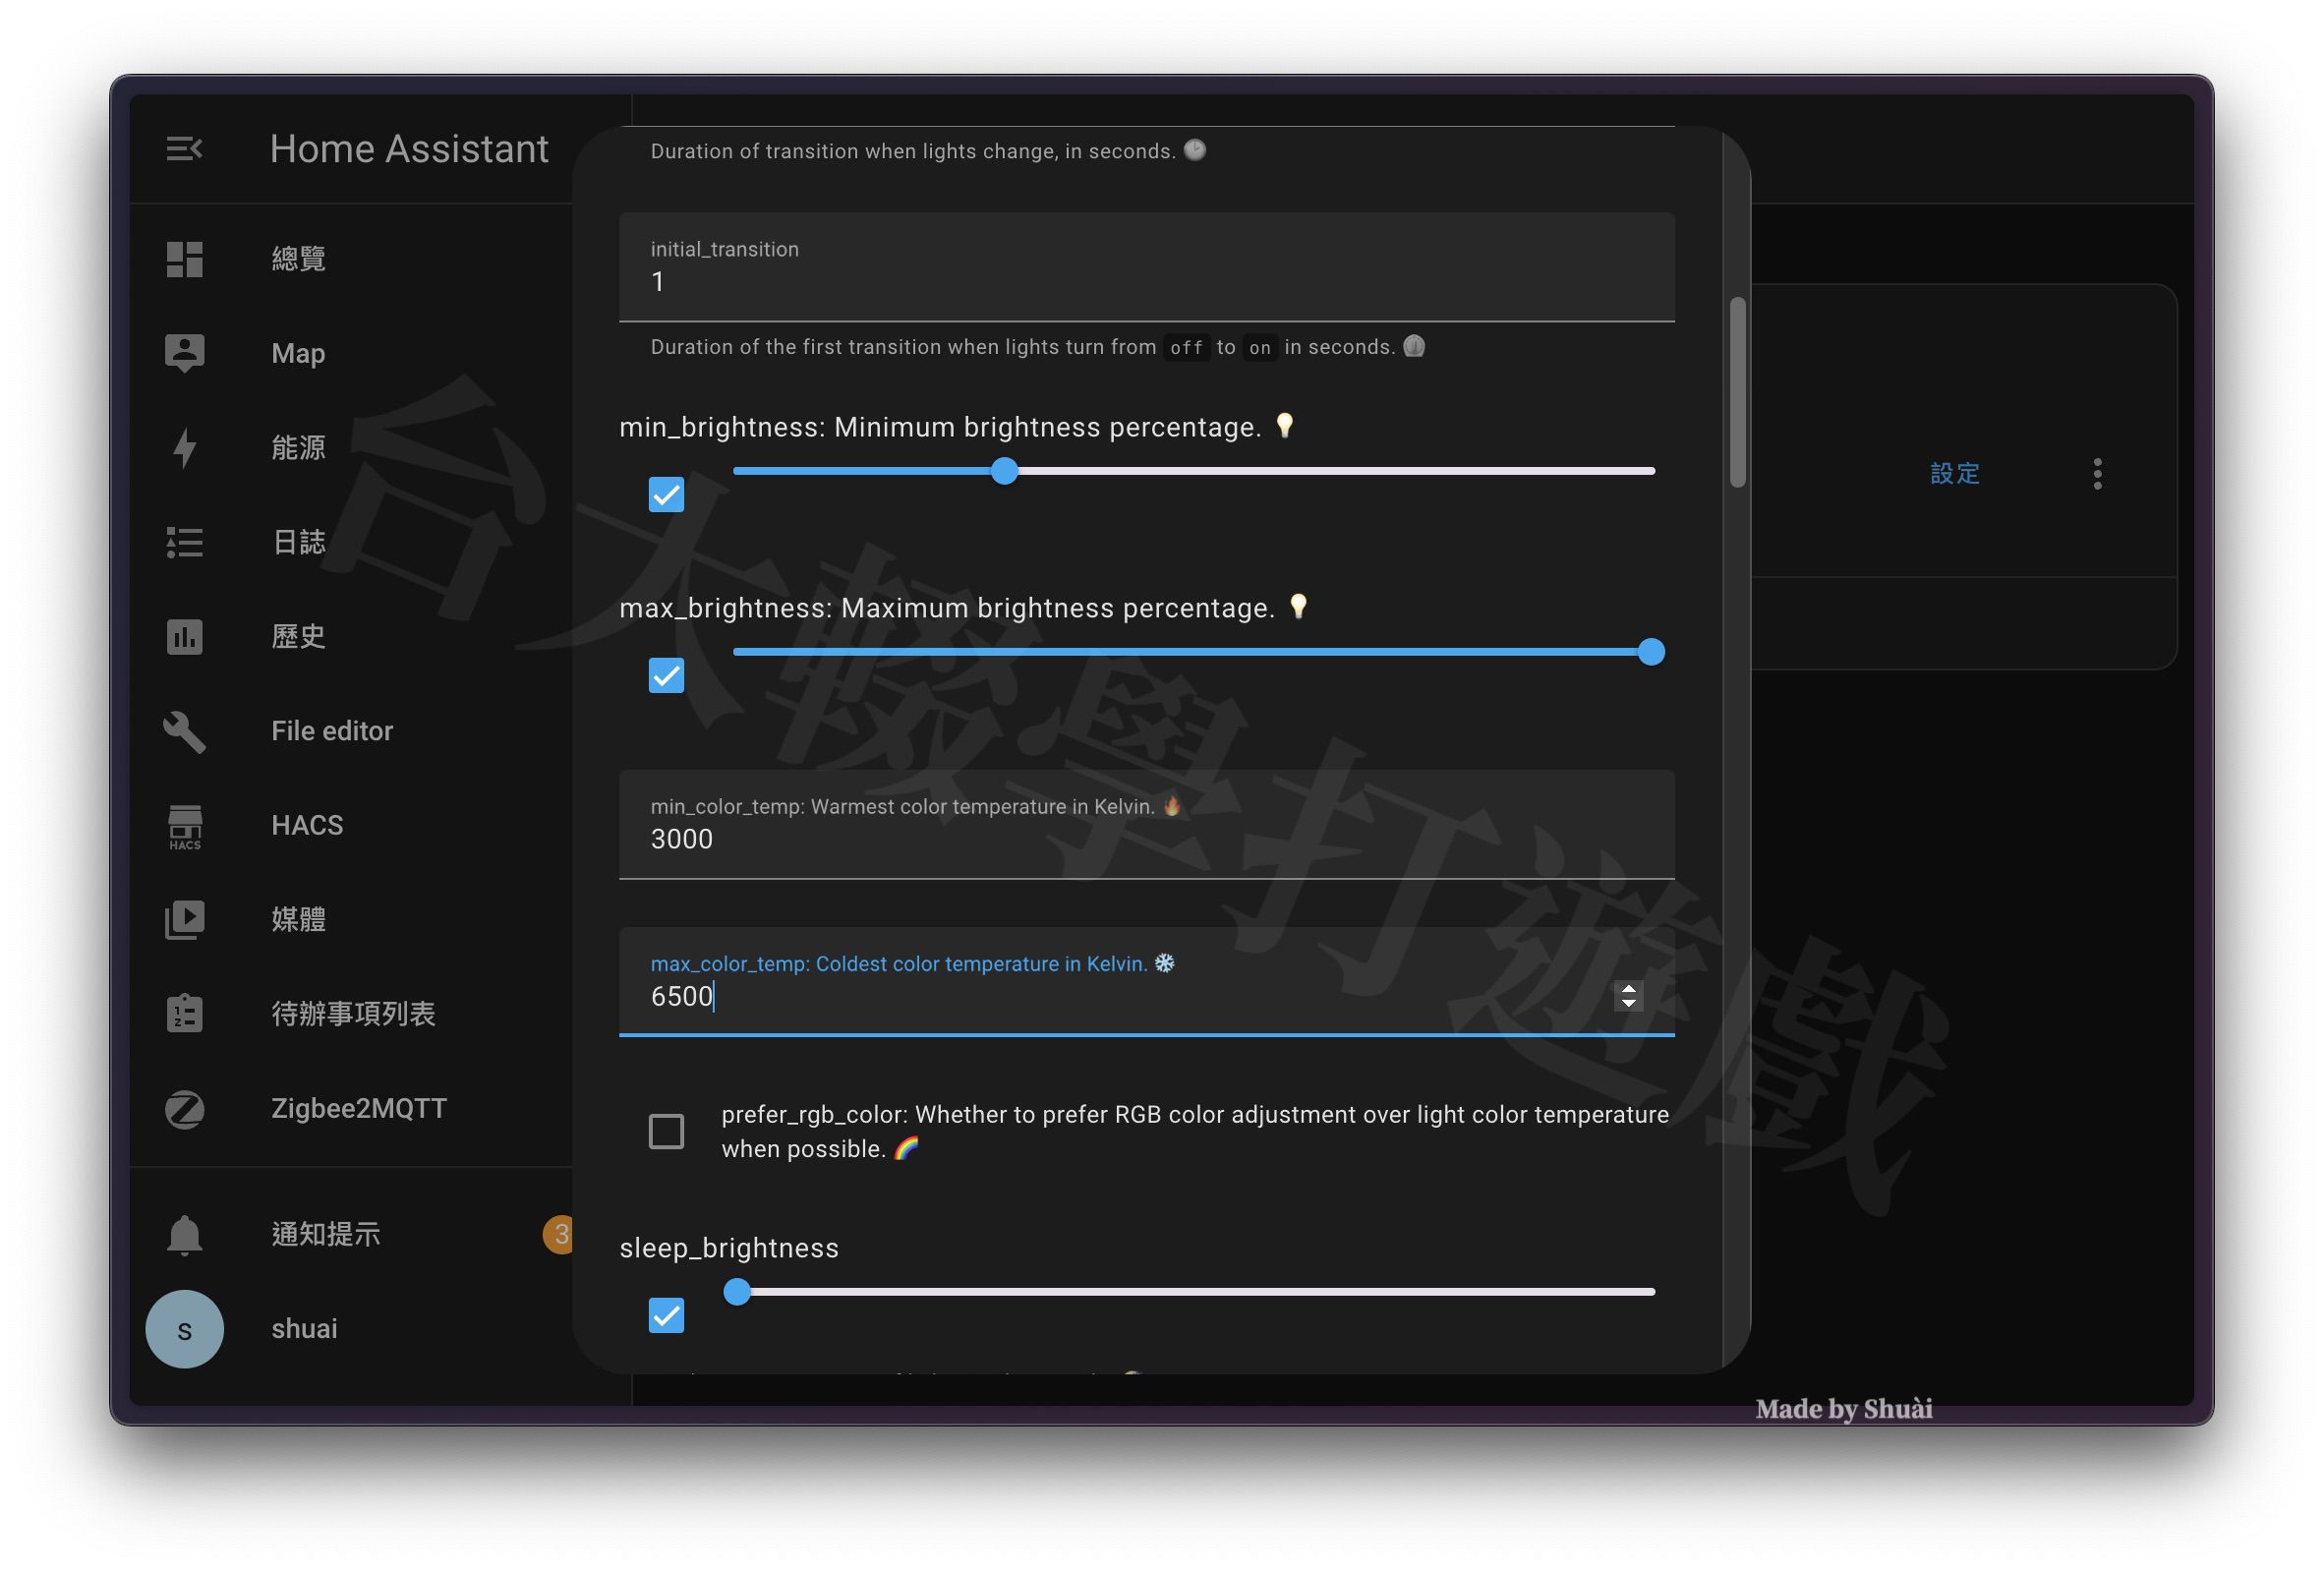 Home Assistant
總覽
Map
能源
日誌
歷史
File editor
HACS
HACS
媒體
待辦事項列表
Zigbee2MQTT
通知提示
3
s
shuai
Duration of transition when lights change, in seconds. 🕑
initial_transition
1
Duration of the first transition when lights turn from off to on in seconds.
min_brightness: Minimum brightness percentage. 💡
max_brightness: Maximum brightness percentage. 💡
min_color_temp: Warmest color temperature in Kelvin. 🔥
3000
max_color_temp: Coldest color temperature in Kelvin. ❄️
6500
prefer_rgb_color: Whether to prefer RGB color adjustment over light color temperature
when possible. 🌈
sleep_brightness
設定
台大輟學打遊戲
Made by Shuài